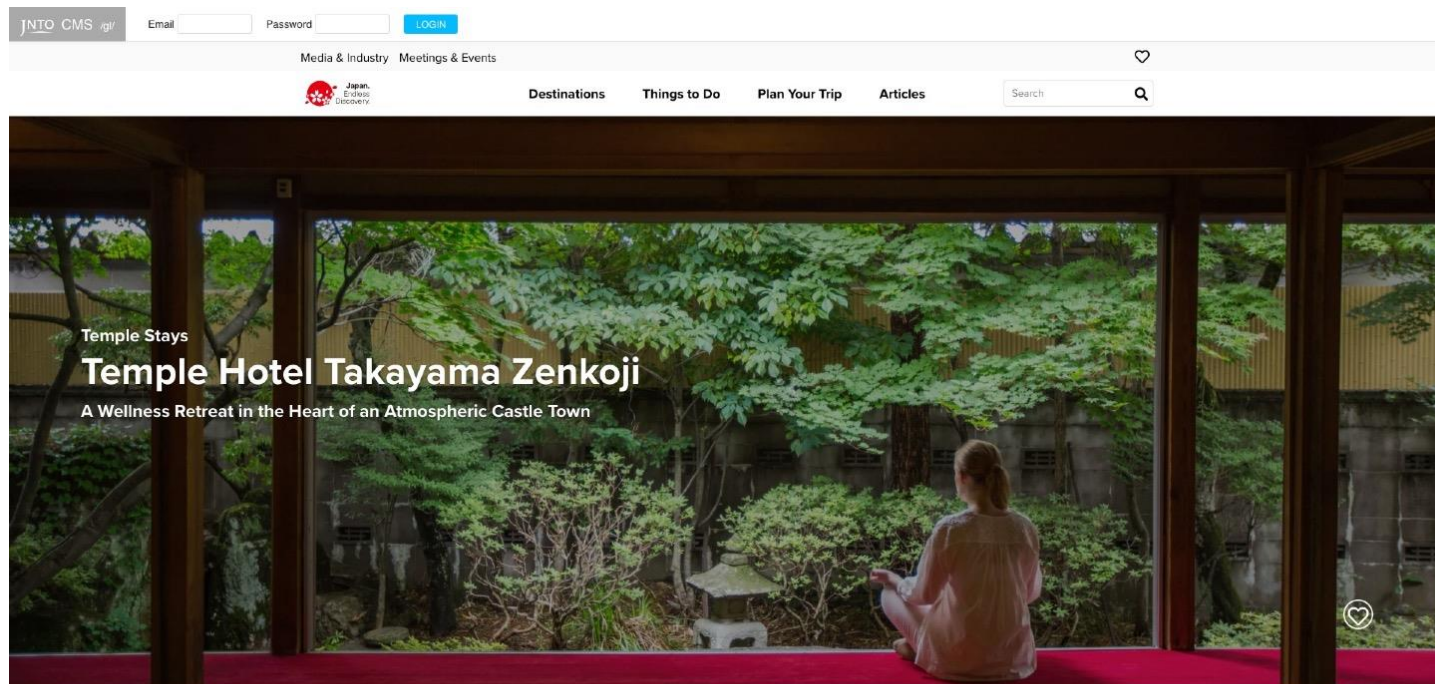 JNTO CMS /gl/ Email Password LOGIN
Media & Industry Meetings & Events
Japan.
Endless
Discovery.
Destinations Things to Do Plan Your Trip Articles Search
Temple Stays
Temple Hotel Takayama Zenkoji
A Wellness Retreat in the Heart of an Atmospheric Castle Town